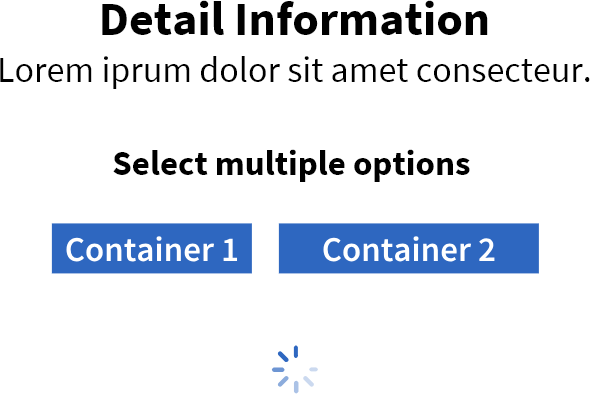 Detail Information
Lorem iprum dolor sit amet consecteur.
Select multiple options
Container 1
Container 2